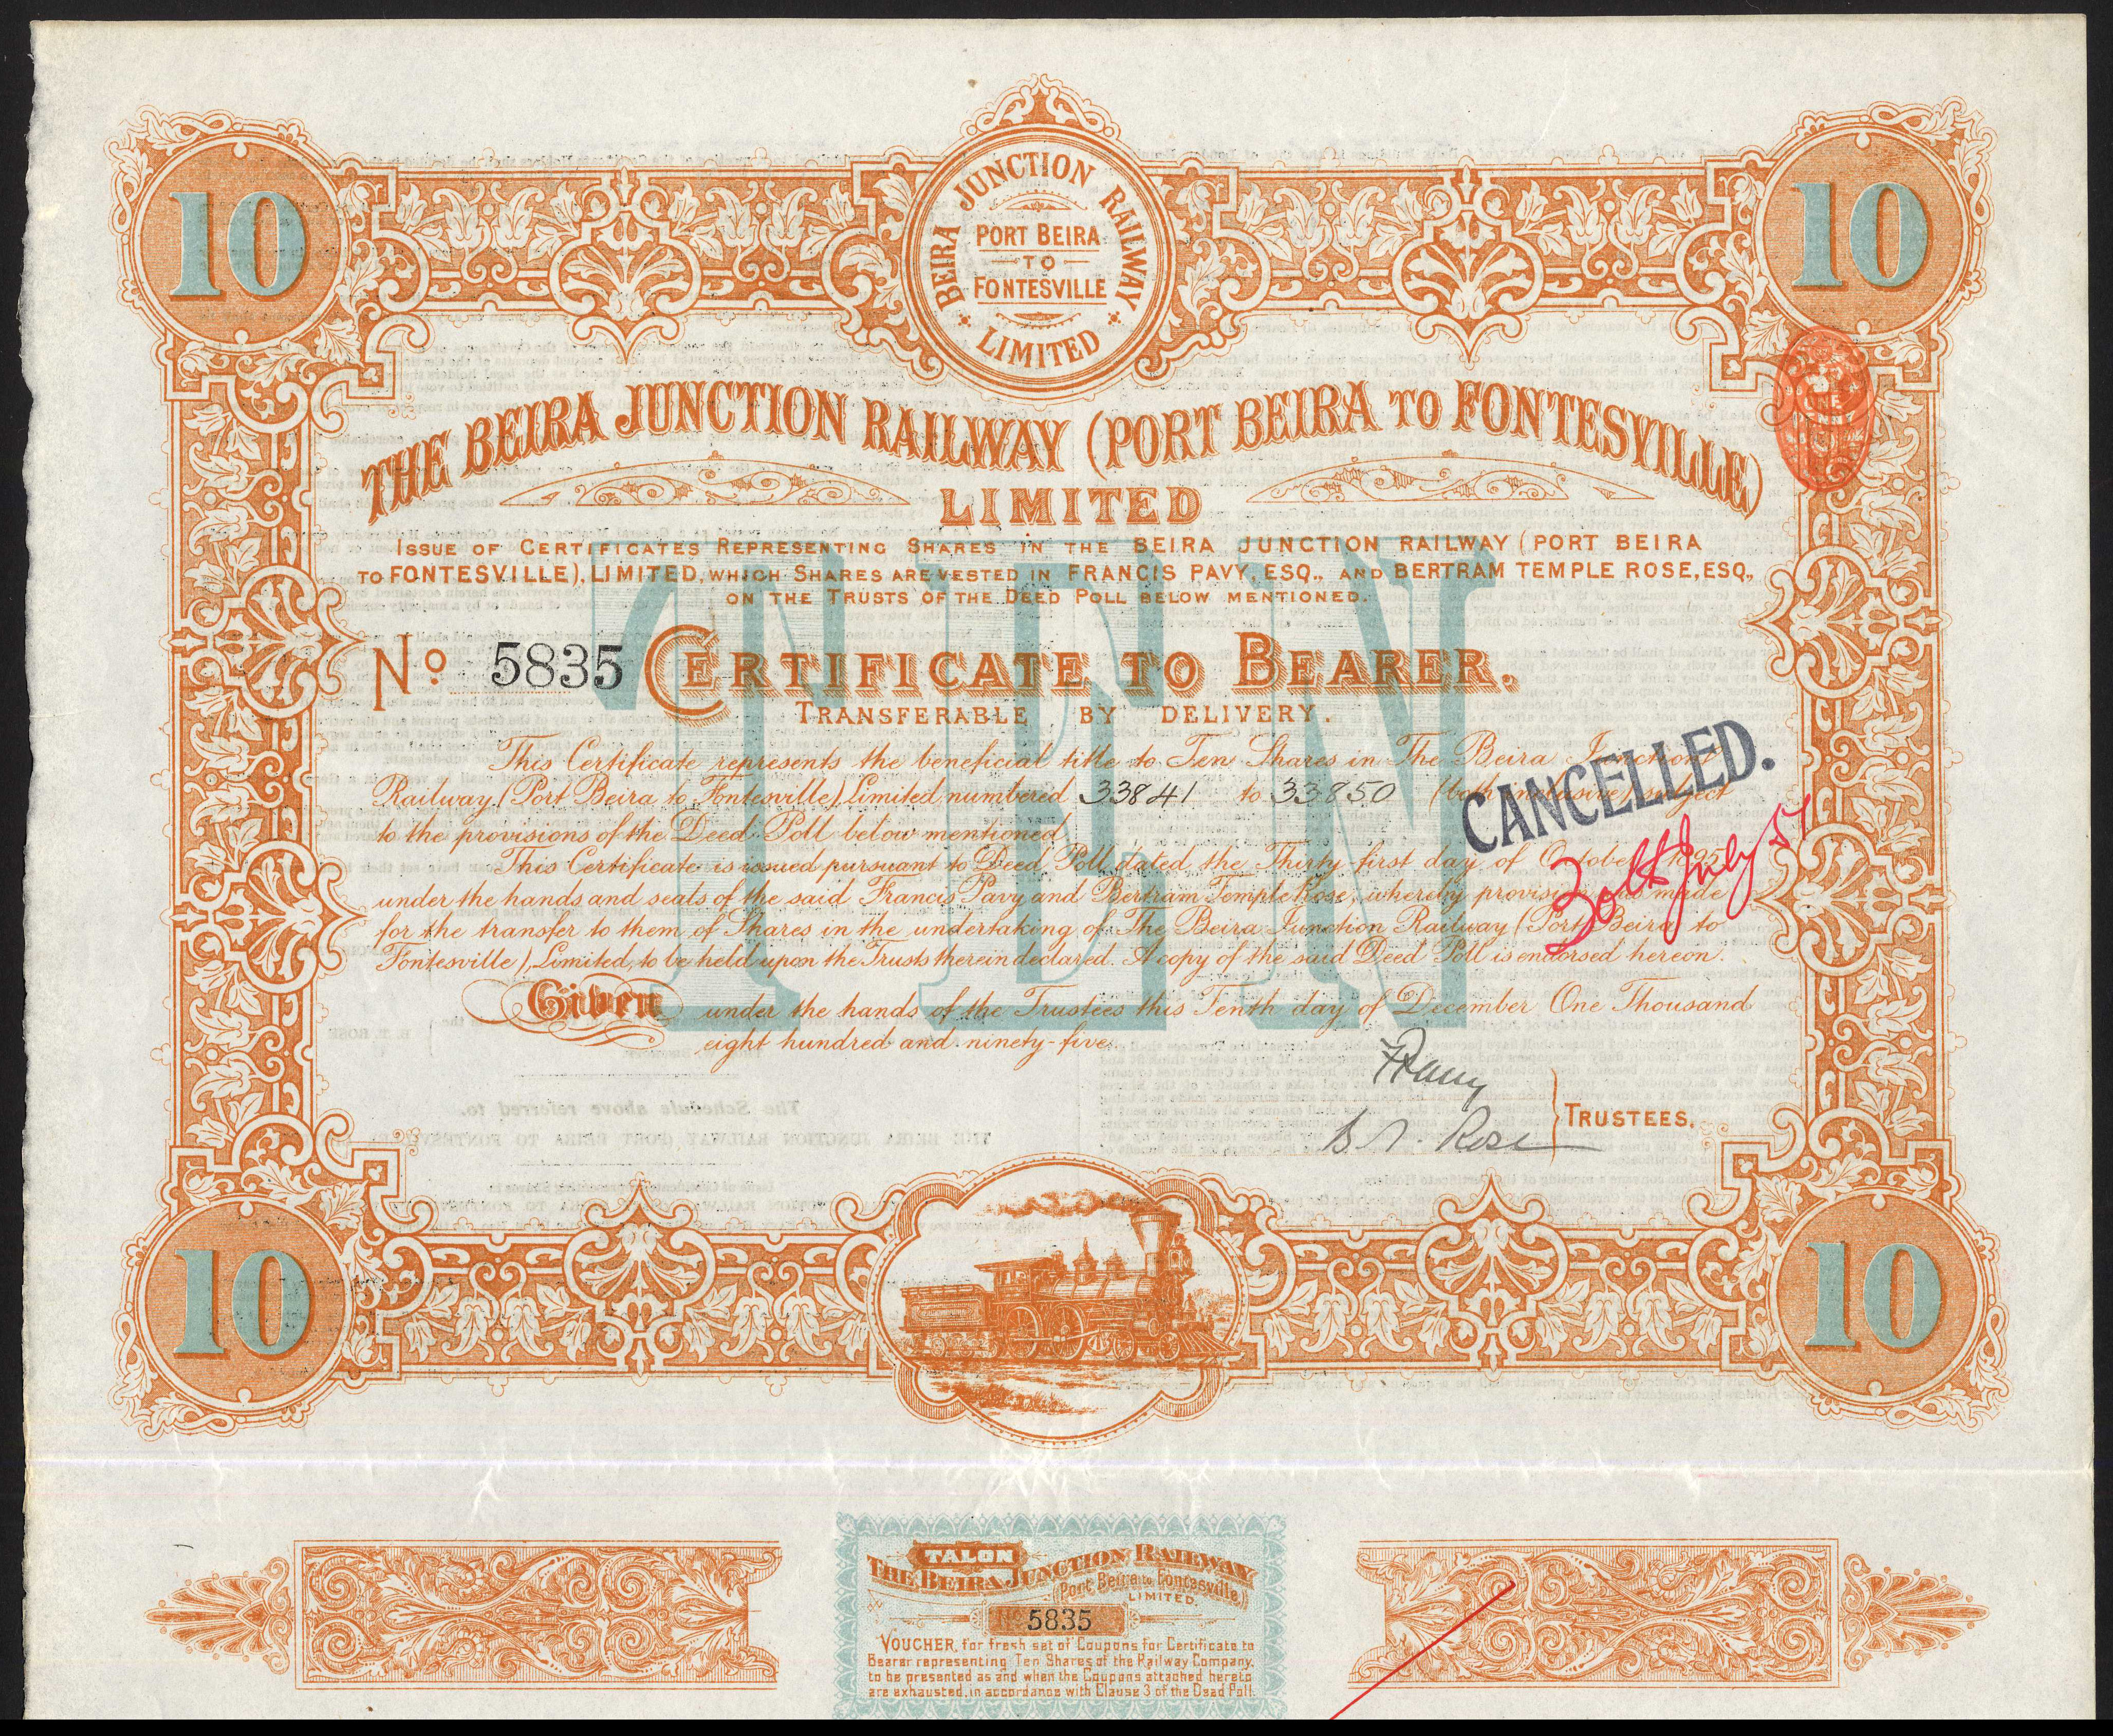 10
BEIRA JUNCTION RAILWAY LIMITED
PORT BEIRA
TO
FONTESVILLE
10
THE BEIRA JUNCTION RAILWAY (PORT BEIRA TO FONTESVILLE)
LIMITED
ISSUE OF CERTIFICATES REPRESENTING SHARES IN THE BEIRA JUNCTION RAILWAY (PORT BEIRA
TO FONTESVILLE), LIMITED, WHICH SHARES ARE VESTED IN FRANCIS PAVY, ESQ., AND BERTRAM TEMPLE ROSE, ESQ.,
ON THE TRUSTS OF THE DEED POLL BELOW MENTIONED.
TEN
No 5835 CERTIFICATE TO BEARER.
TRANSFERABLE BY DELIVERY.
This Certificate represents the beneficial title to Ten Shares in The Beira Junction
Railway (Port Beira to Fontesville) Limited, numbered 33841 to 33850 (both inclusive) subject
to the provisions of the Deed Poll below mentioned
CANCELLED.
This Certificate is issued pursuant to Deed Poll dated the Thirty-first day of October 1895
30th July 51
under the hands and seals of the said Francis Pavy and Bertram Temple Rose, whereby provision was made
for the transfer to them of Shares in the undertaking of The Beira Junction Railway (Port Beira to
Fontesville), Limited, to be held upon the Trusts therein declared. A copy of the said Deed Poll is endorsed hereon.
Given under the hands of the Trustees this Tenth day of December One Thousand
eight hundred and ninety-five
F Pavy
B. T. Rose
TRUSTEES.
10
10
TALON
THE BEIRA JUNCTION RAILWAY
(Port Beira to Fontesville)
LIMITED.
No 5835
VOUCHER, for fresh set of Coupons for Certificate to
Bearer representing Ten Shares of the Railway Company,
to be presented as and when the Coupons attached hereto
are exhausted, in accordance with Clause 3 of the Deed Poll.